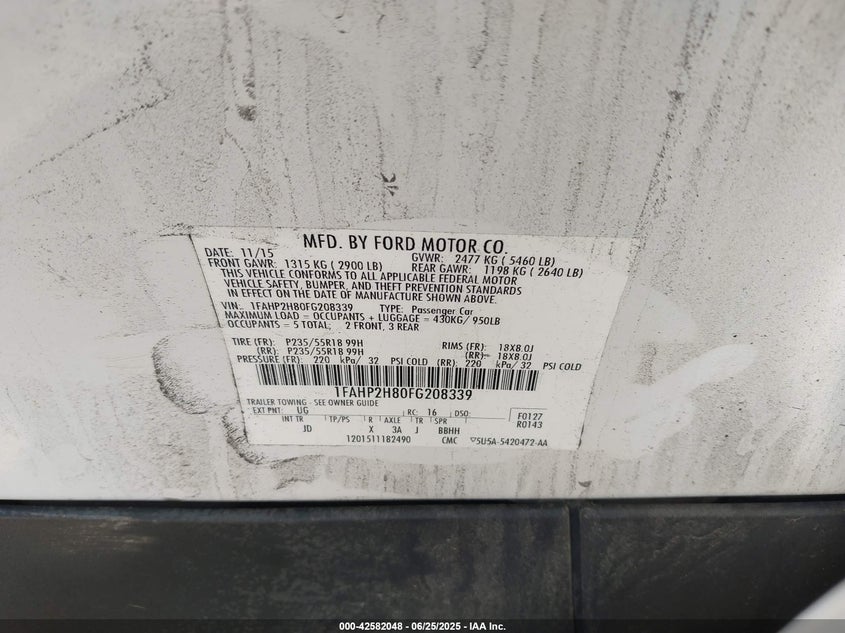 MFD. BY FORD MOTOR CO.
DATE: 11/15 GVWR: 2477 KG ( 5460 LB)
FRONT GAWR: 1315 KG ( 2900 LB) REAR GAWR: 1198 KG ( 2640 LB)
THIS VEHICLE CONFORMS TO ALL APPLICABLE FEDERAL MOTOR
VEHICLE SAFETY, BUMPER, AND THEFT PREVENTION STANDARDS
IN EFFECT ON THE DATE OF MANUFACTURE SHOWN ABOVE.
VIN: 1FAHP2H80FG208339 TYPE: Passenger Car
MAXIMUM LOAD = OCCUPANTS + LUGGAGE = 430KG/ 950LB
OCCUPANTS = 5 TOTAL; 2 FRONT, 3 REAR
TIRE (FR): P235/55R18 99H RIMS (FR): 18X8.0J
(RR): P235/55R18 99H (RR): 18X8.0J
PRESSURE (FR): 220 kPa/ 32 PSI COLD (RR): 220 kPa/ 32 PSI COLD
1FAHP2H80FG208339
TRAILER TOWING - SEE OWNER GUIDE
EXT PNT: UG RC: 16 DSO: F0127
INT TR TP/PS R AXLE TR SPR R0143
JD X 3A J BBHH
1201511182490 CMC ▽5U5A-5420472-AA
000-42582048 - 06/25/2025 - IAA Inc.